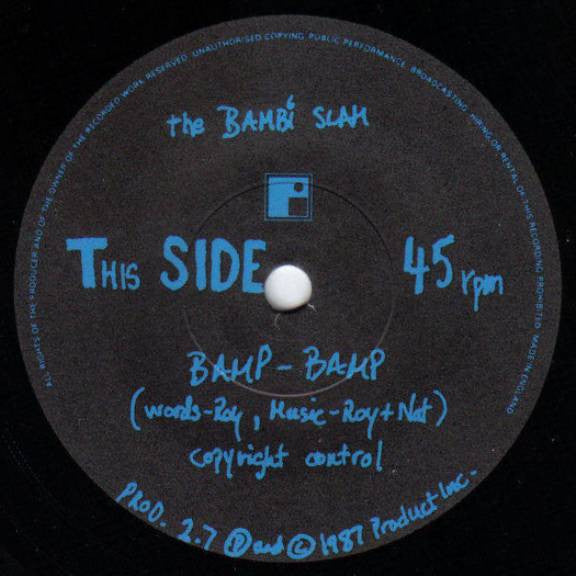 ALL RIGHTS OF THE PRODUCER AND OF THE OWNER OF THE RECORDED WORK RESERVED. UNAUTHORISED COPYING PUBLIC PERFORMANCE, BROADCASTING, HIRING OR RENTAL OF THIS RECORDING PROHIBITED. MADE IN ENGLAND
the BAMBi SLAM
THIS SIDE 45 rpm
BAMP-BAMP
(words-Roy, Music-Roy+Nat)
copyright control
PROD. 2.7 Ⓟ and © 1987 Product Inc.